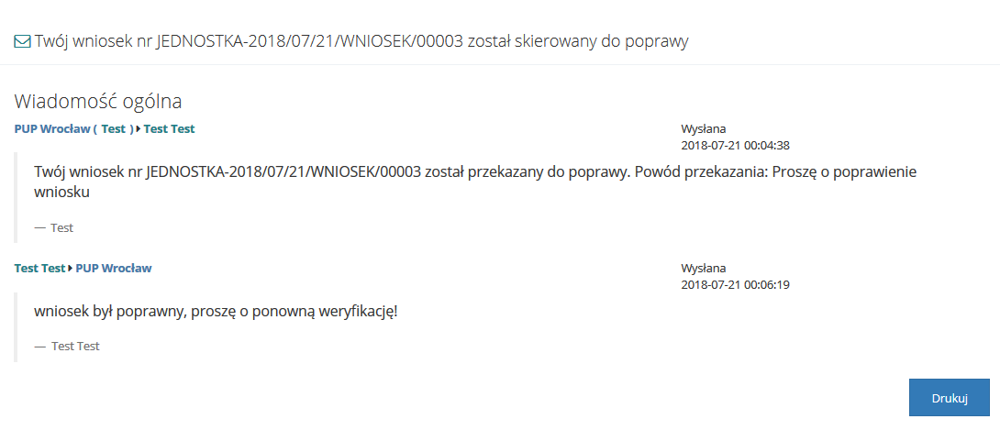 Twój wniosek nr JEDNOSTKA-2018/07/21/WNIOSEK/00003 został skierowany do poprawy
Wiadomość ogólna
PUP Wrocław ( Test ) Test Test
Wysłana
2018-07-21 00:04:38
Twój wniosek nr JEDNOSTKA-2018/07/21/WNIOSEK/00003 został przekazany do poprawy. Powód przekazania: Proszę o poprawienie
wniosku
— Test
Test Test PUP Wrocław
Wysłana
2018-07-21 00:06:19
wniosek był poprawny, proszę o ponowną weryfikację!
— Test Test
Drukuj